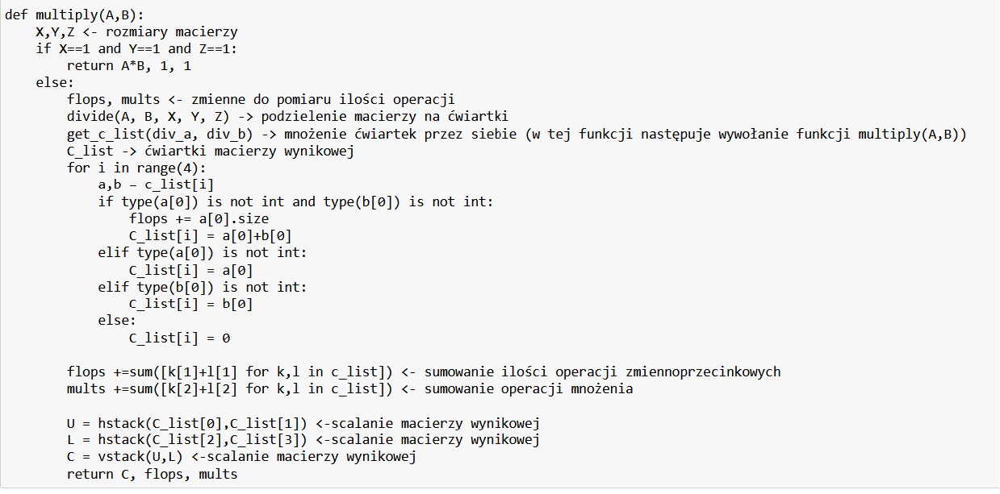 def multiply(A,B):
    X,Y,Z <- rozmiary macierzy
    if X==1 and Y==1 and Z==1:
        return A*B, 1, 1
    else:
        flops, mults <- zmienne do pomiaru ilości operacji
        divide(A, B, X, Y, Z) -> podzielenie macierzy na ćwiartki
        get_c_list(div_a, div_b) -> mnożenie ćwiartek przez siebie (w tej funkcji następuje wywołanie funkcji multiply(A,B))
        C_list -> ćwiartki macierzy wynikowej
        for i in range(4):
            a,b – c_list[i]
            if type(a[0]) is not int and type(b[0]) is not int:
                flops += a[0].size
                C_list[i] = a[0]+b[0]
            elif type(a[0]) is not int:
                C_list[i] = a[0]
            elif type(b[0]) is not int:
                C_list[i] = b[0]
            else:
                C_list[i] = 0
        flops +=sum([k[1]+l[1] for k,l in c_list]) <- sumowanie ilości operacji zmiennoprzecinkowych
        mults +=sum([k[2]+l[2] for k,l in c_list]) <- sumowanie operacji mnożenia
        U = hstack(C_list[0],C_list[1]) <-scalanie macierzy wynikowej
        L = hstack(C_list[2],C_list[3]) <-scalanie macierzy wynikowej
        C = vstack(U,L) <-scalanie macierzy wynikowej
        return C, flops, mults